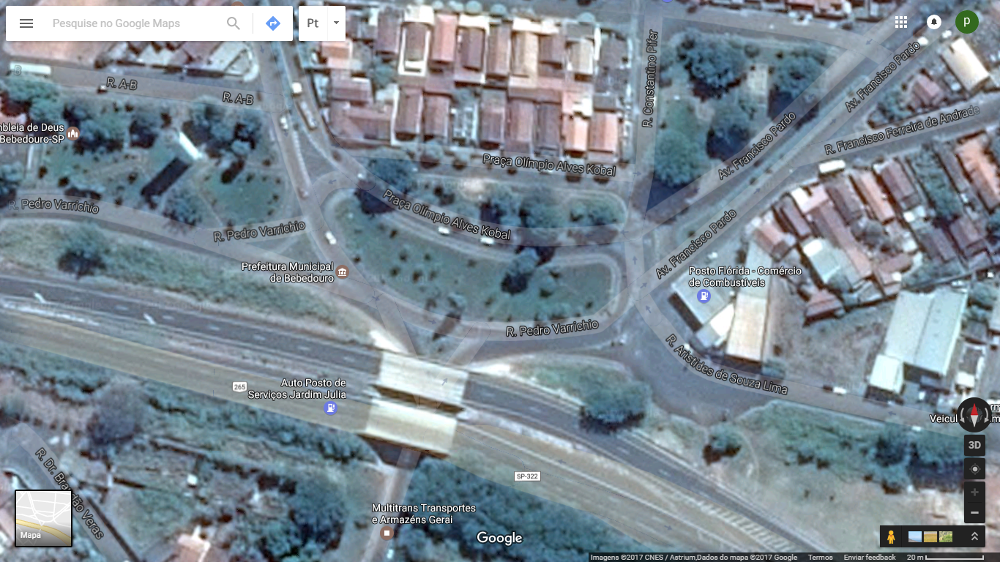 Pesquise no Google Maps
Pt
p
R. A-B
R. A-B
R. Constantino Pifer
Av. Francisco Pardo
Av. Francisco Pardo
R. Francisco Ferreira de Andrade
mbleia de Deus
Bebedouro-SP
Praça Olímpio Alves Kobal
Praça Olímpio Alves Kobal
R. Pedro Varrichio
R. Pedro Varrichio
Av. Francisco Pardo
Prefeitura Municipal
de Bebedouro
Posto Flórida - Comércio
de Combustíveis
R. Pedro Varrichio
R. Aristides de Souza Lima
265
Auto Posto de
Serviços Jardim Julia
Veicul
3D
R. Dr. Brandão Veras
SP-322
Multitrans Transportes
e Armazéns Gerai
Mapa
Google
Imagens ©2017 CNES / Astrium,Dados do mapa ©2017 Google
Termos
Enviar feedback
20 m